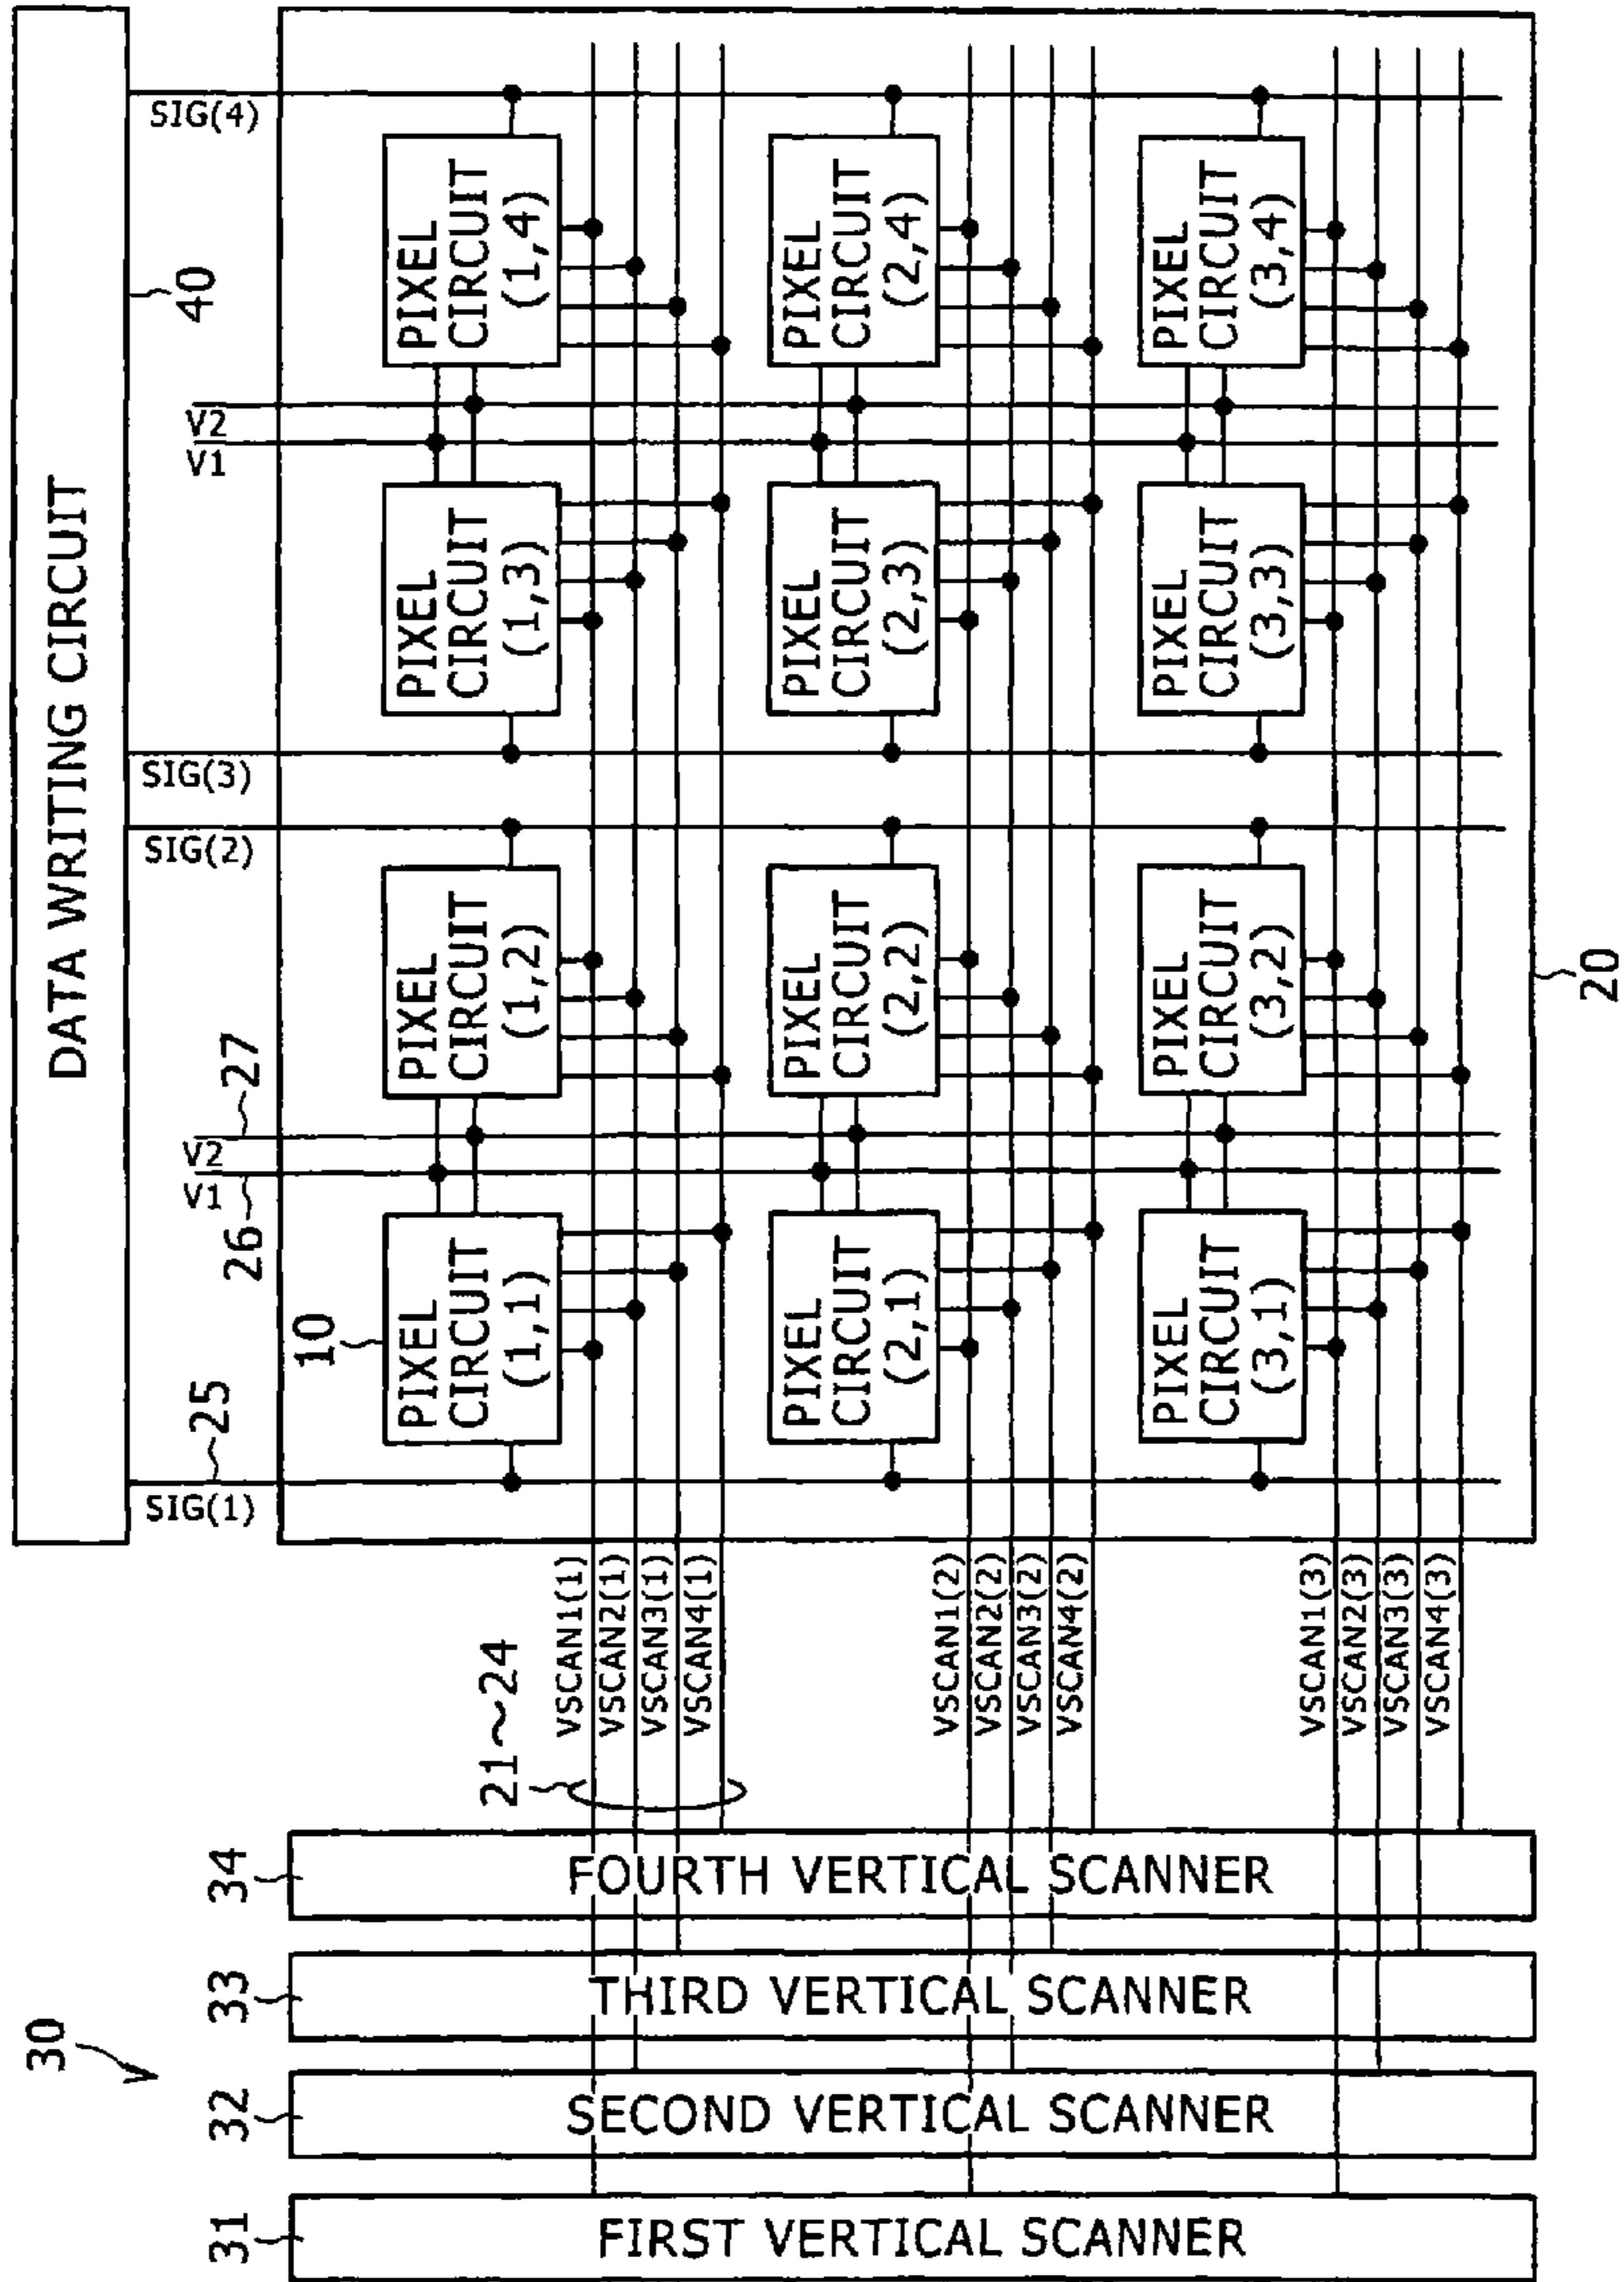 DATA WRITING CIRCUIT
30
40
SIG(1)
V1
V2
SIG(2)
SIG(3)
V1
V2
SIG(4)
25
26
27
31
32
33
34
10
PIXEL
CIRCUIT
(1,1)
PIXEL
CIRCUIT
(1,2)
PIXEL
CIRCUIT
(1,3)
PIXEL
CIRCUIT
(1,4)
21~24
VSCAN1(1)
VSCAN2(1)
VSCAN3(1)
VSCAN4(1)
PIXEL
CIRCUIT
(2,1)
PIXEL
CIRCUIT
(2,2)
PIXEL
CIRCUIT
(2,3)
PIXEL
CIRCUIT
(2,4)
VSCAN1(2)
VSCAN2(2)
VSCAN3(2)
VSCAN4(2)
PIXEL
CIRCUIT
(3,1)
PIXEL
CIRCUIT
(3,2)
PIXEL
CIRCUIT
(3,3)
PIXEL
CIRCUIT
(3,4)
VSCAN1(3)
VSCAN2(3)
VSCAN3(3)
VSCAN4(3)
FIRST VERTICAL SCANNER
SECOND VERTICAL SCANNER
THIRD VERTICAL SCANNER
FOURTH VERTICAL SCANNER
20